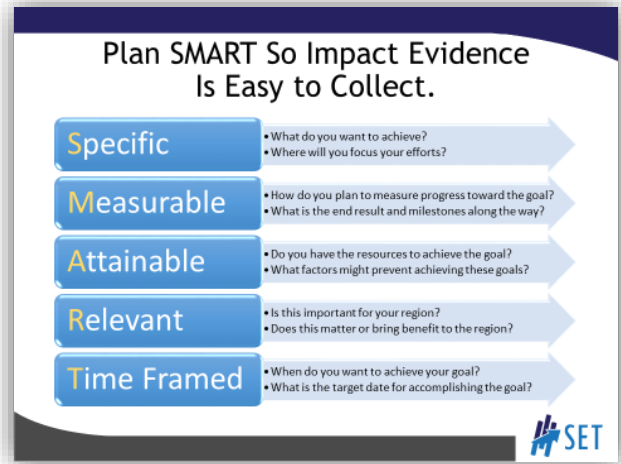 Plan SMART So Impact Evidence
Is Easy to Collect.
Specific
• What do you want to achieve?
• Where will you focus your efforts?
Measurable
• How do you plan to measure progress toward the goal?
• What is the end result and milestones along the way?
Attainable
• Do you have the resources to achieve the goal?
• What factors might prevent achieving these goals?
Relevant
• Is this important for your region?
• Does this matter or bring benefit to the region?
Time Framed
• When do you want to achieve your goal?
• What is the target date for accomplishing the goal?
SET